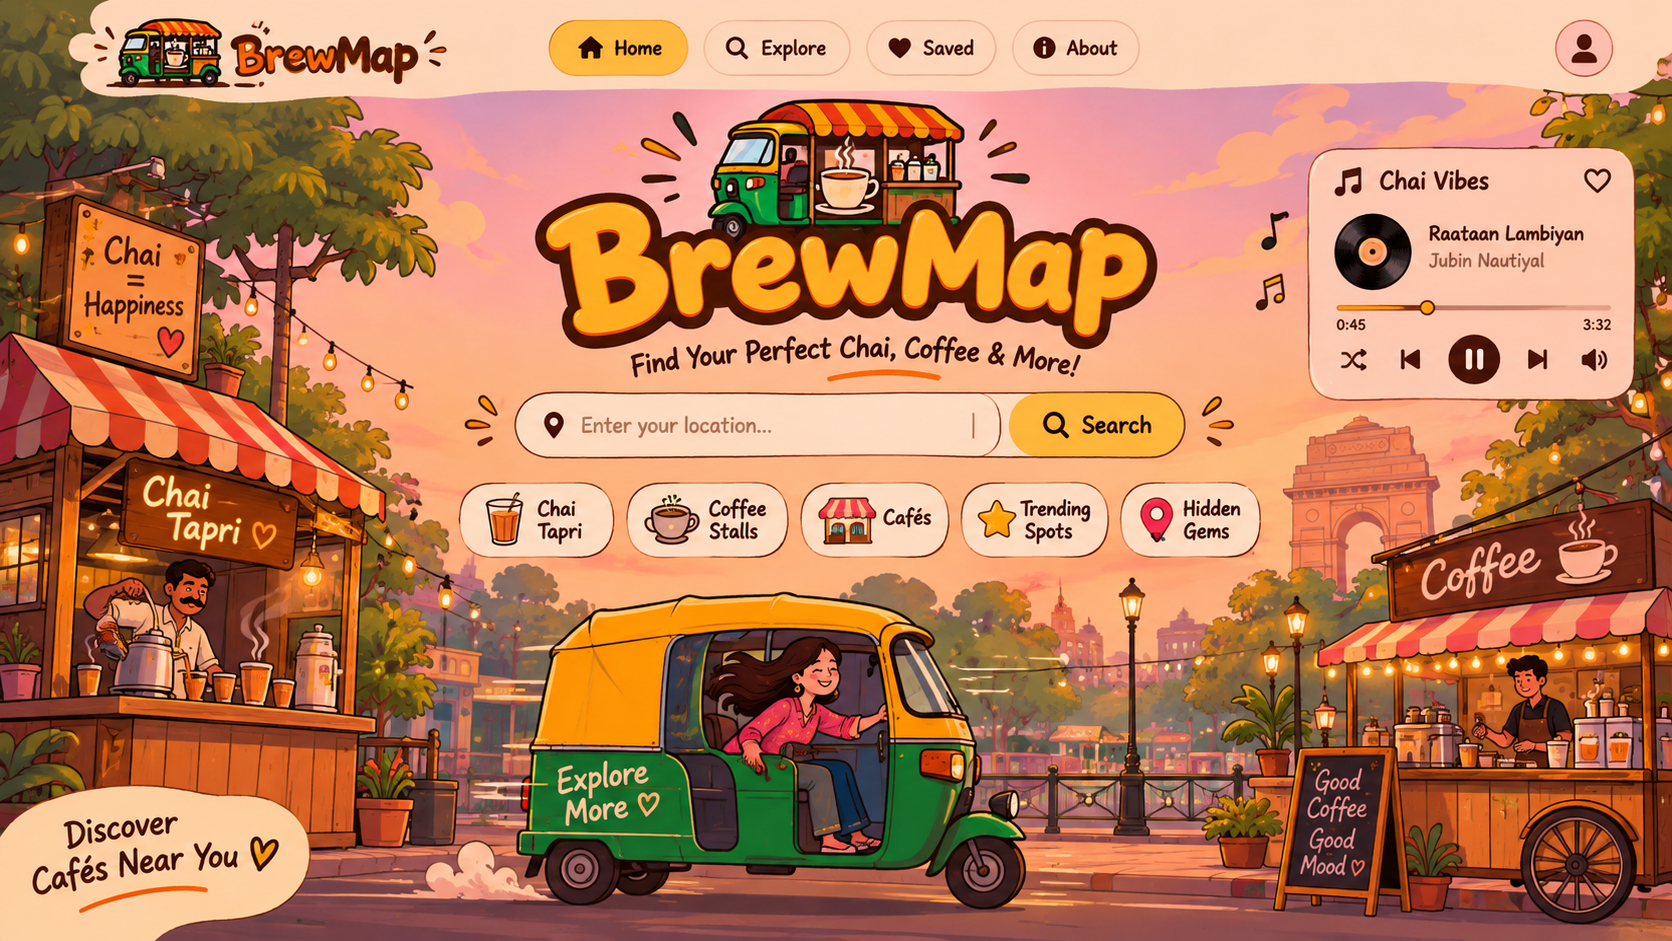 BrewMap
Home
Explore
Saved
About
BrewMap
Find Your Perfect Chai, Coffee & More!
Enter your location...
Search
Chai
Tapri
Coffee
Stalls
Cafés
Trending
Spots
Hidden
Gems
Chai Vibes
Raataan Lambiyan
Jubin Nautiyal
0:45
3:32
Chai
=
Happiness
Chai
Tapri
Coffee
Explore
More
Good
Coffee
Good
Mood
Discover
Cafés Near You